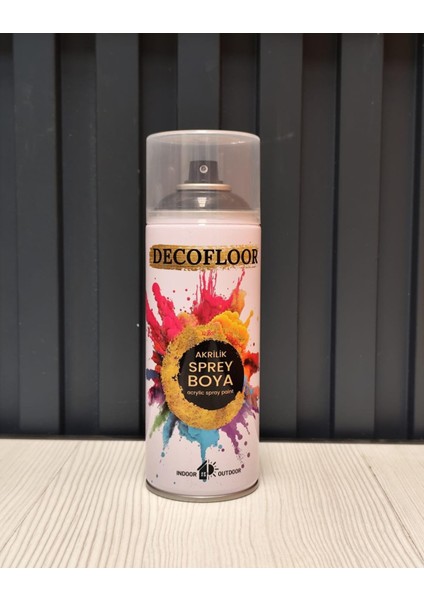 DECOFLOOR
AKRİLİK
SPREY
BOYA
acrylic spray paint
INDOOR OUTDOOR